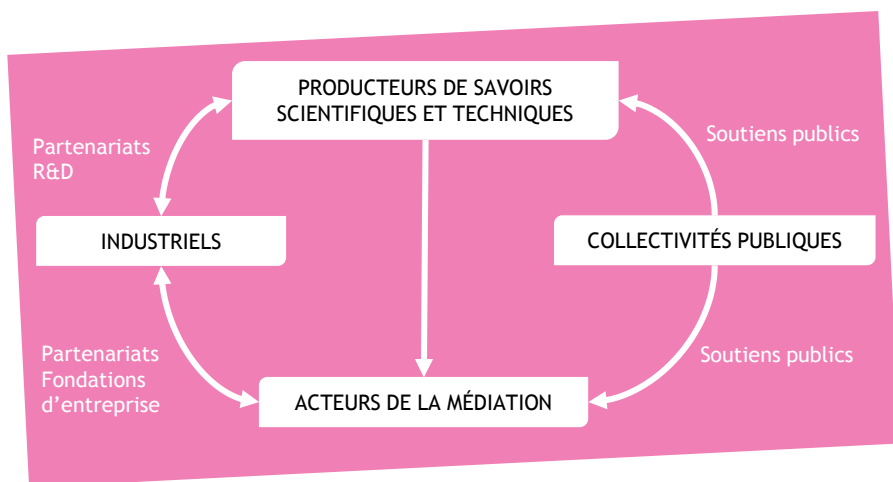 PRODUCTEURS DE SAVOIRS
SCIENTIFIQUES ET TECHNIQUES
Partenariats
R&D
Soutiens publics
INDUSTRIELS
COLLECTIVITÉS PUBLIQUES
Partenariats
Fondations
d’entreprise
Soutiens publics
ACTEURS DE LA MÉDIATION